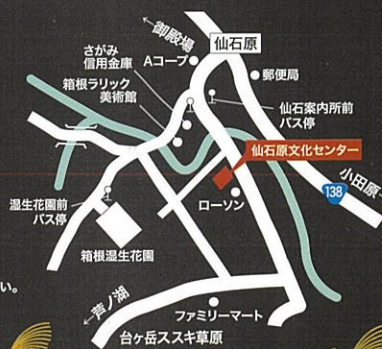 ←御殿場
仙石原
さがみ
信用金庫
Aコープ
郵便局
箱根ラリック
美術館
仙石案内所前
バス停
仙石原文化センター
小田原
138
湿生花園前
バス停
ローソン
箱根湿生花園
い。
←芦ノ湖
ファミリーマート
台ヶ岳ススキ草原